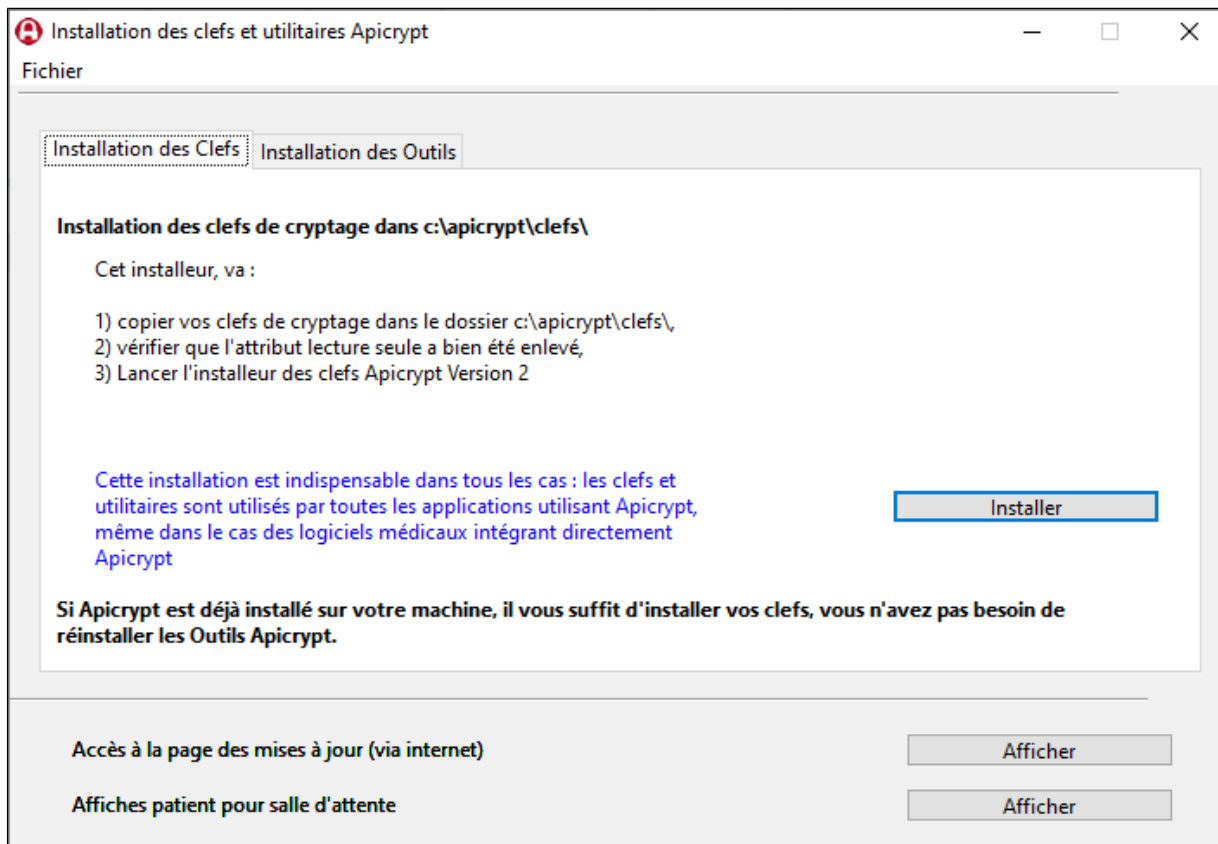 Installation des clefs et utilitaires Apicrypt
Fichier
Installation des Clefs
Installation des Outils
Installation des clefs de cryptage dans c:\apicrypt\clefs\
Cet installeur, va :
1) copier vos clefs de cryptage dans le dossier c:\apicrypt\clefs\,
2) vérifier que l'attribut lecture seule a bien été enlevé,
3) Lancer l'installeur des clefs Apicrypt Version 2
Cette installation est indispensable dans tous les cas : les clefs et
utilitaires sont utilisés par toutes les applications utilisant Apicrypt,
même dans le cas des logiciels médicaux intégrant directement
Apicrypt
Installer
Si Apicrypt est déjà installé sur votre machine, il vous suffit d'installer vos clefs, vous n'avez pas besoin de
réinstaller les Outils Apicrypt.
Accès à la page des mises à jour (via internet)
Afficher
Affiches patient pour salle d'attente
Afficher